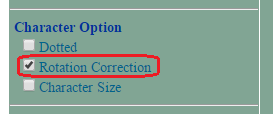 Character Option
Dotted
Rotation Correction
Character Size